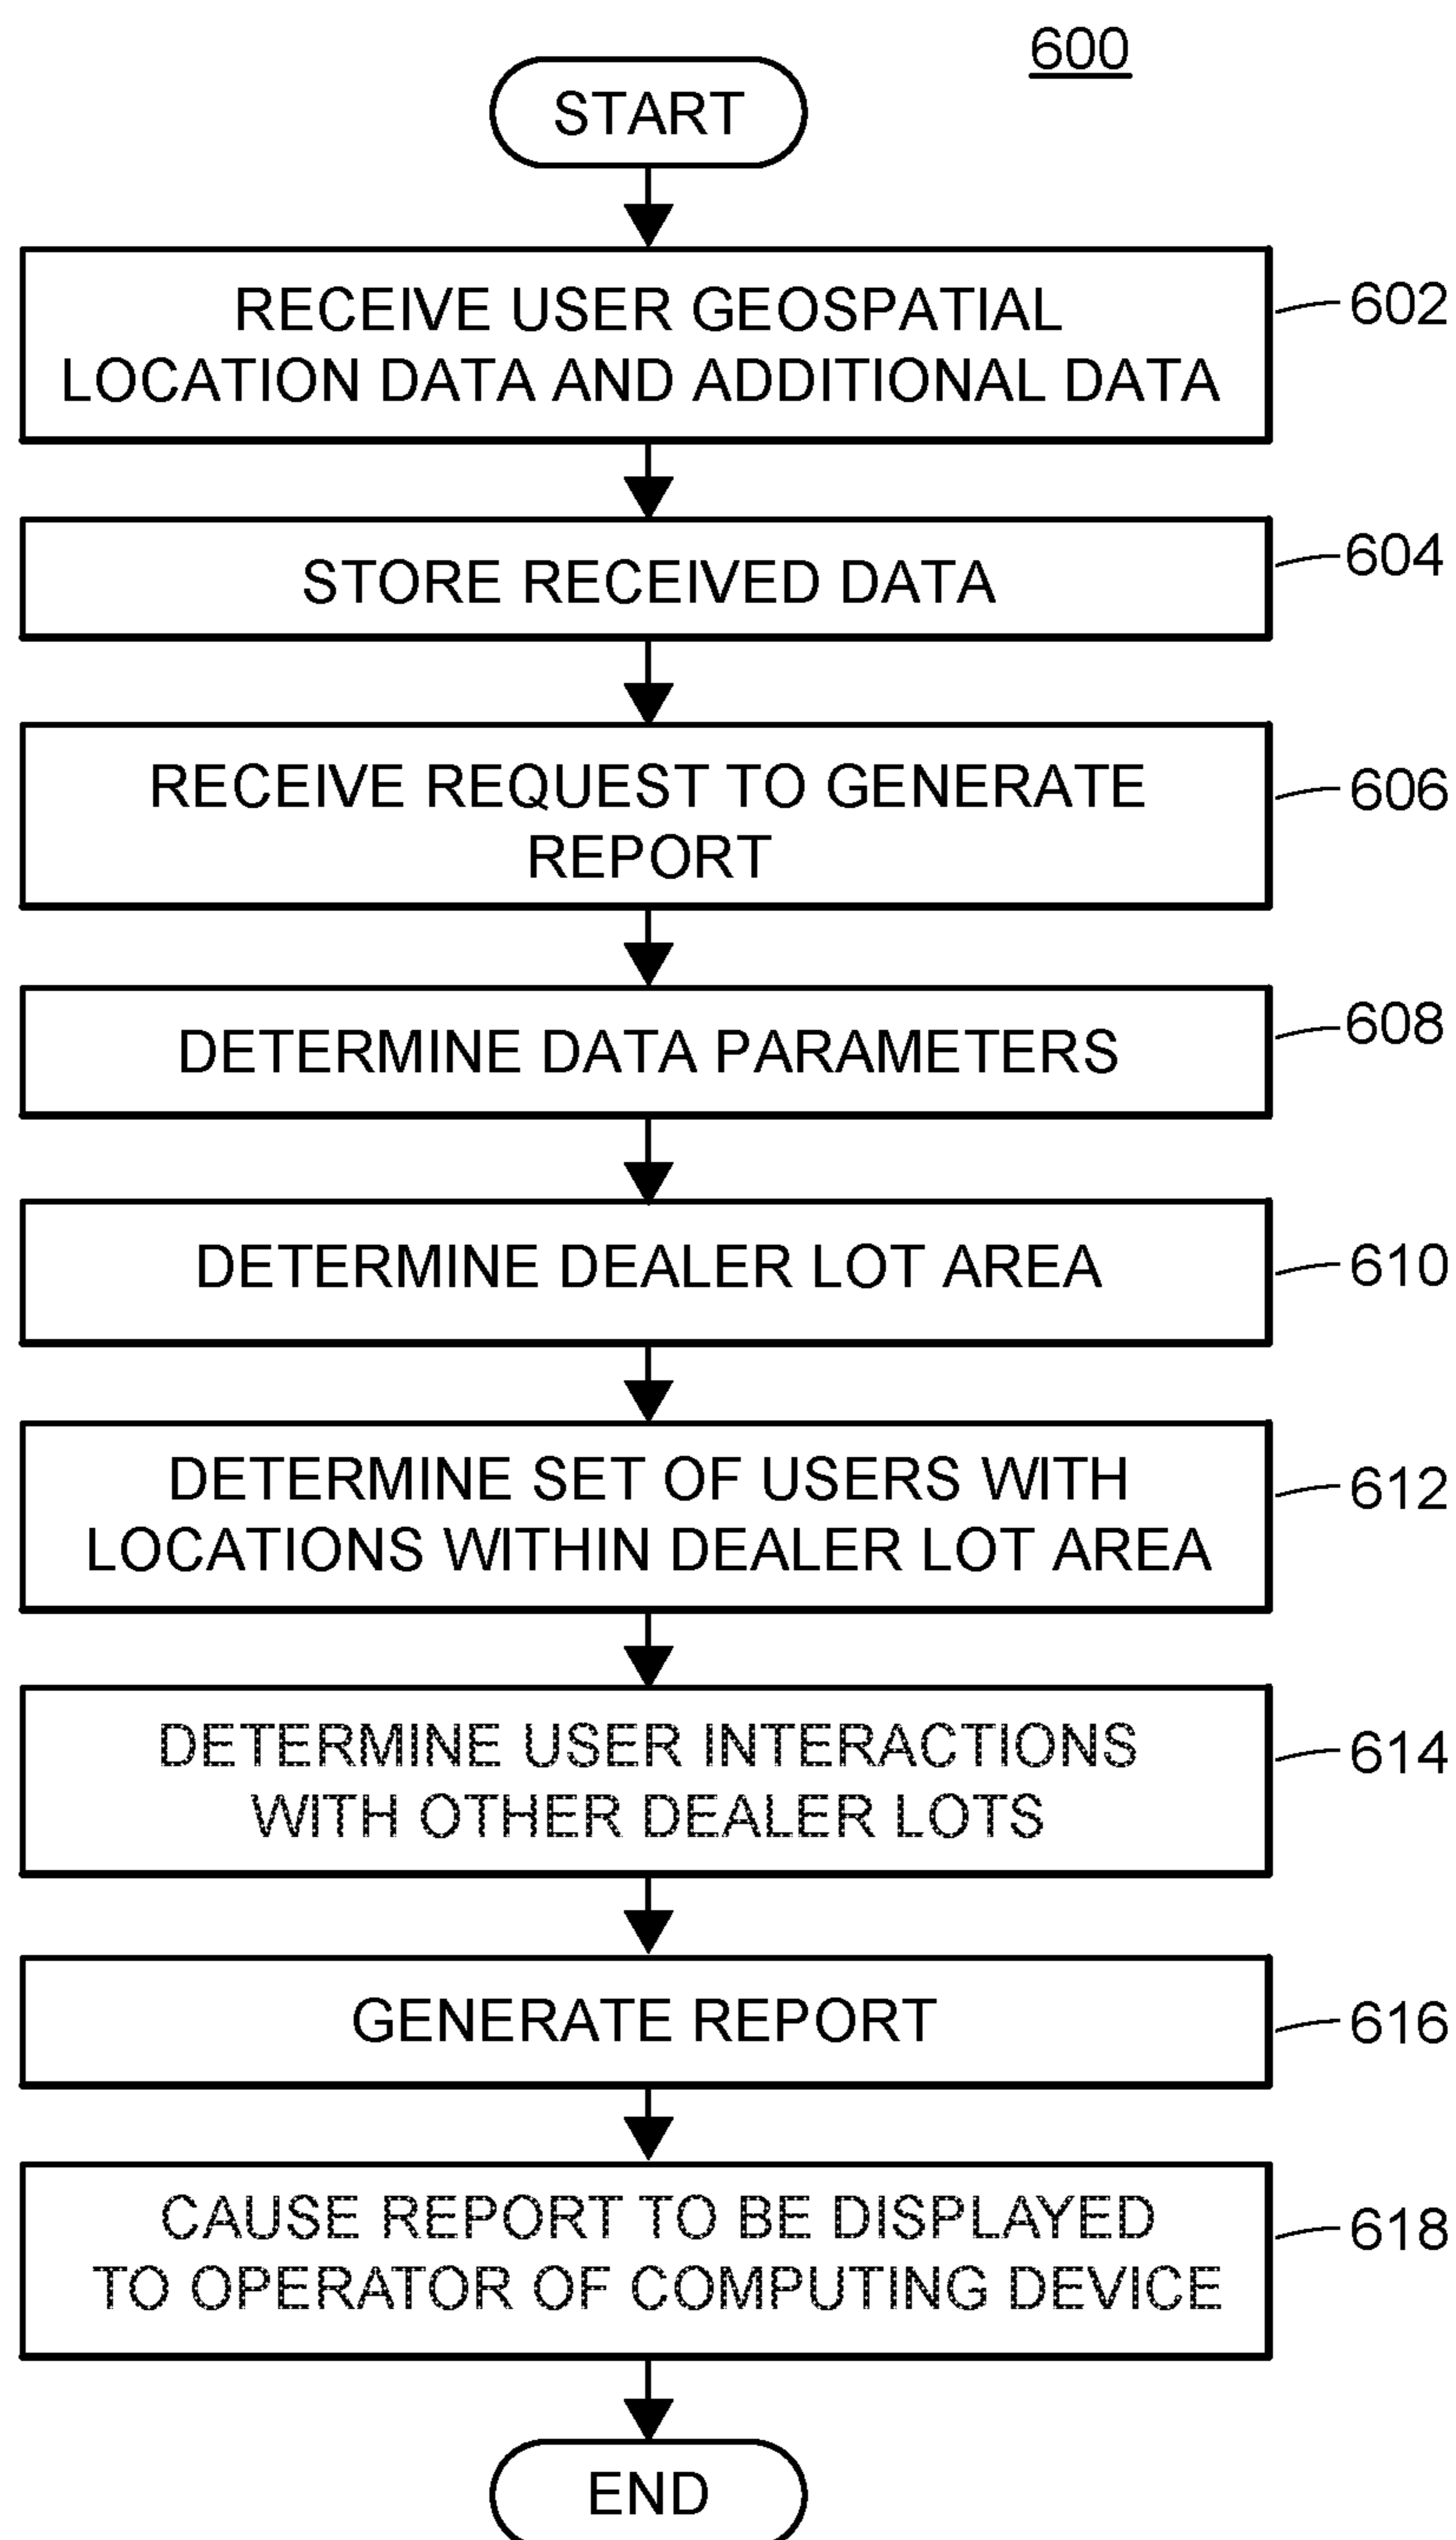 600
START
RECEIVE USER GEOSPATIAL
LOCATION DATA AND ADDITIONAL DATA
602
STORE RECEIVED DATA
604
RECEIVE REQUEST TO GENERATE
REPORT
606
DETERMINE DATA PARAMETERS
608
DETERMINE DEALER LOT AREA
610
DETERMINE SET OF USERS WITH
LOCATIONS WITHIN DEALER LOT AREA
612
DETERMINE USER INTERACTIONS
WITH OTHER DEALER LOTS
614
GENERATE REPORT
616
CAUSE REPORT TO BE DISPLAYED
TO OPERATOR OF COMPUTING DEVICE
618
END